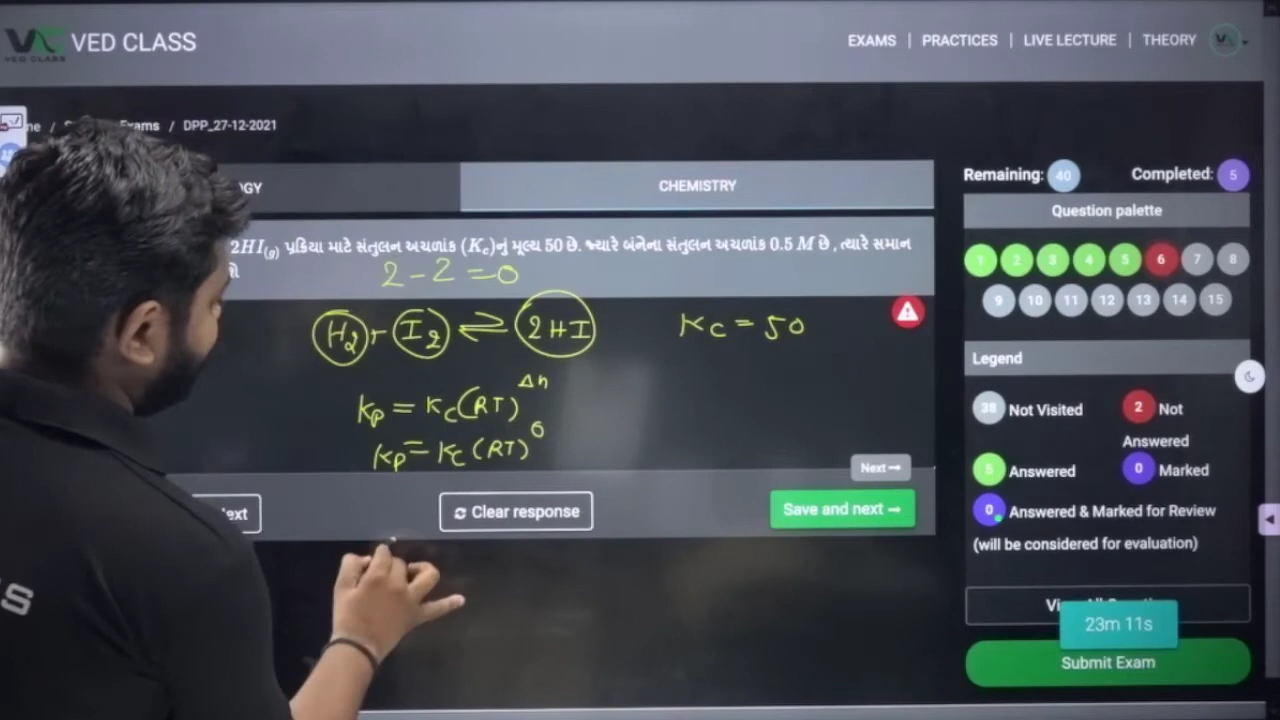 VED CLASS
VED CLASS
EXAMS | PRACTICES | LIVE LECTURE | THEORY
Exams / DPP_27-12-2021
CHEMISTRY
Remaining: 40 Completed: 5
Question palette
2HI(g) પ્રક્રિયા માટે સંતુલન અચળાંક (Kc)નું મૂલ્ય 50 છે. જ્યારે બંનેના સંતુલન અચળાંક 0.5 M છે , ત્યારે સમાન
2 - 2 = 0
1 2 3 4 5 6 7 8
9 10 11 12 13 14 15
H2 + I2 ⇌ 2HI Kc = 50
Legend
Kp = Kc(RT)^Δn
Kp = Kc(RT)^0
38 Not Visited 2 Not Answered
5 Answered 0 Marked
0 Answered & Marked for Review
(will be considered for evaluation)
Next→
Clear response
Save and next →
23m 11s
Submit Exam